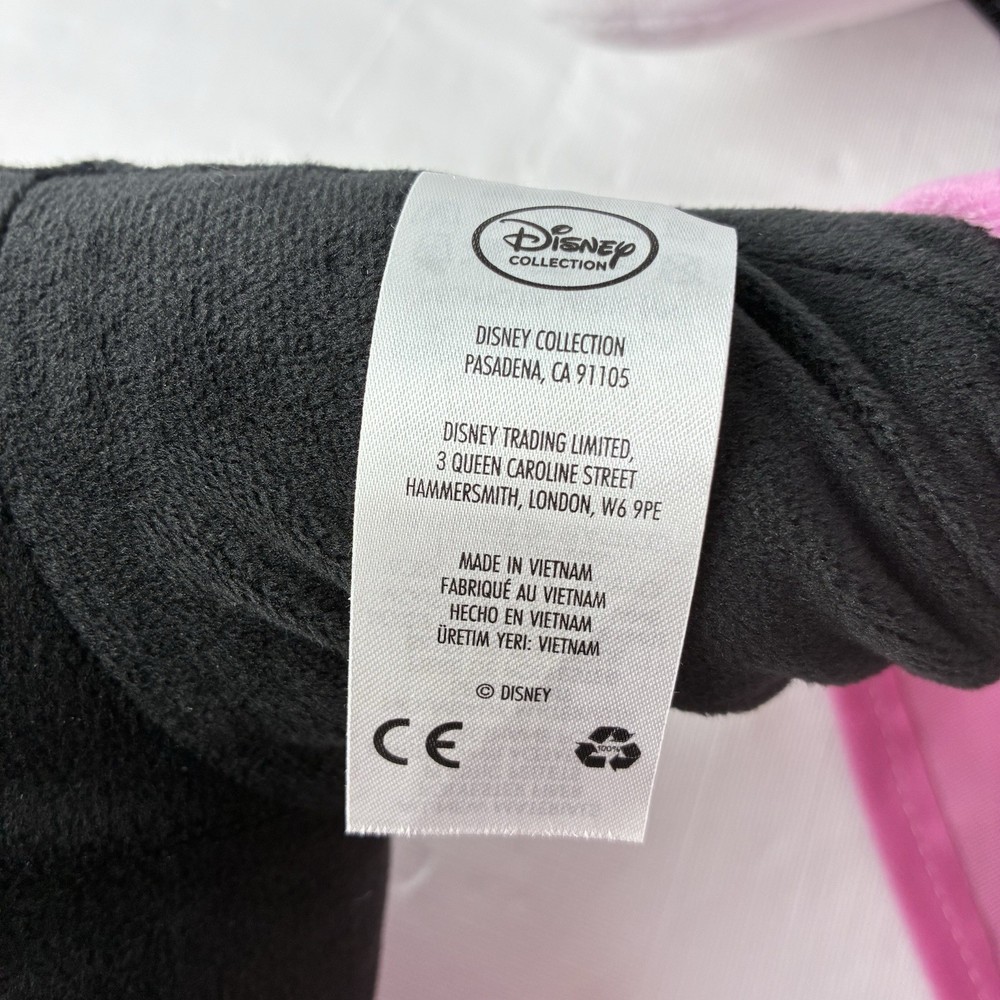 DISNEY
COLLECTION
DISNEY COLLECTION
PASADENA, CA 91105
DISNEY TRADING LIMITED,
3 QUEEN CAROLINE STREET
HAMMERSMITH, LONDON, W6 9PE
MADE IN VIETNAM
FABRIQUÉ AU VIETNAM
HECHO EN VIETNAM
ÜRETIM YERI: VIETNAM
© DISNEY
CE
100%